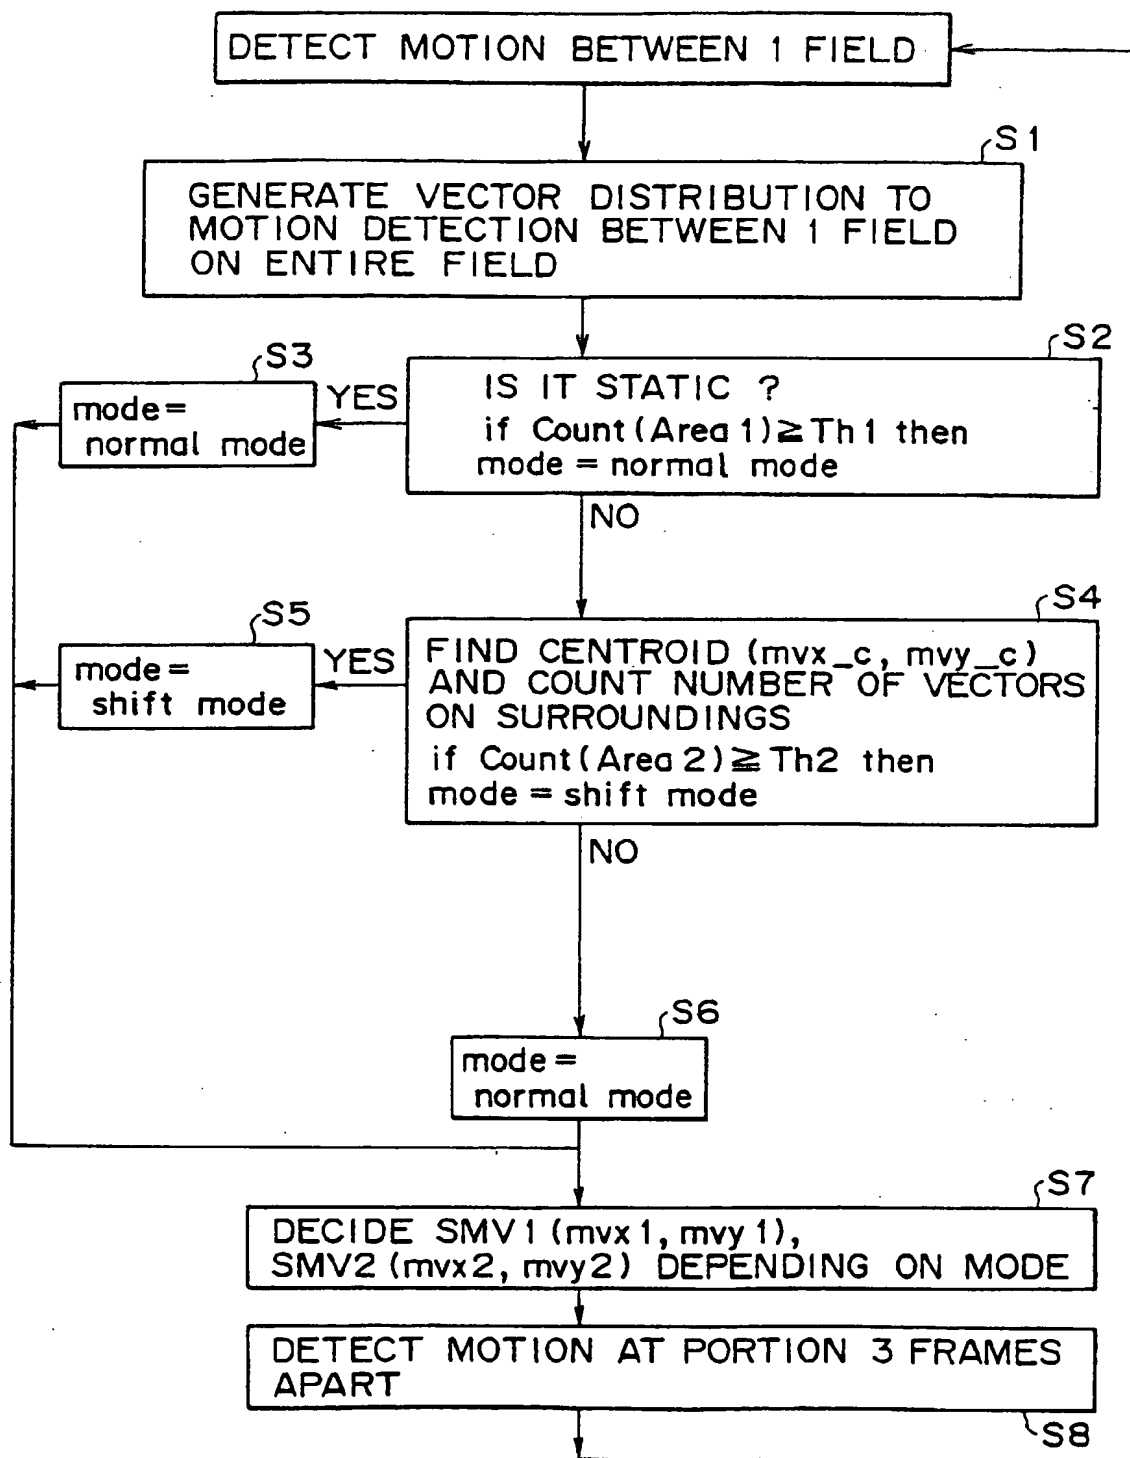 DETECT MOTION BETWEEN 1 FIELD
S1
GENERATE VECTOR DISTRIBUTION TO
MOTION DETECTION BETWEEN 1 FIELD
ON ENTIRE FIELD
S2
IS IT STATIC ?
if Count(Area 1)≧Th1 then
mode = normal mode
YES
S3
mode=
normal mode
NO
S4
FIND CENTROID (mvx_c, mvy_c)
AND COUNT NUMBER OF VECTORS
ON SURROUNDINGS
if Count(Area 2)≧Th2 then
mode = shift mode
YES
S5
mode=
shift mode
NO
S6
mode=
normal mode
S7
DECIDE SMV1 (mvx1, mvy1),
SMV2 (mvx2, mvy2) DEPENDING ON MODE
DETECT MOTION AT PORTION 3 FRAMES
APART
S8